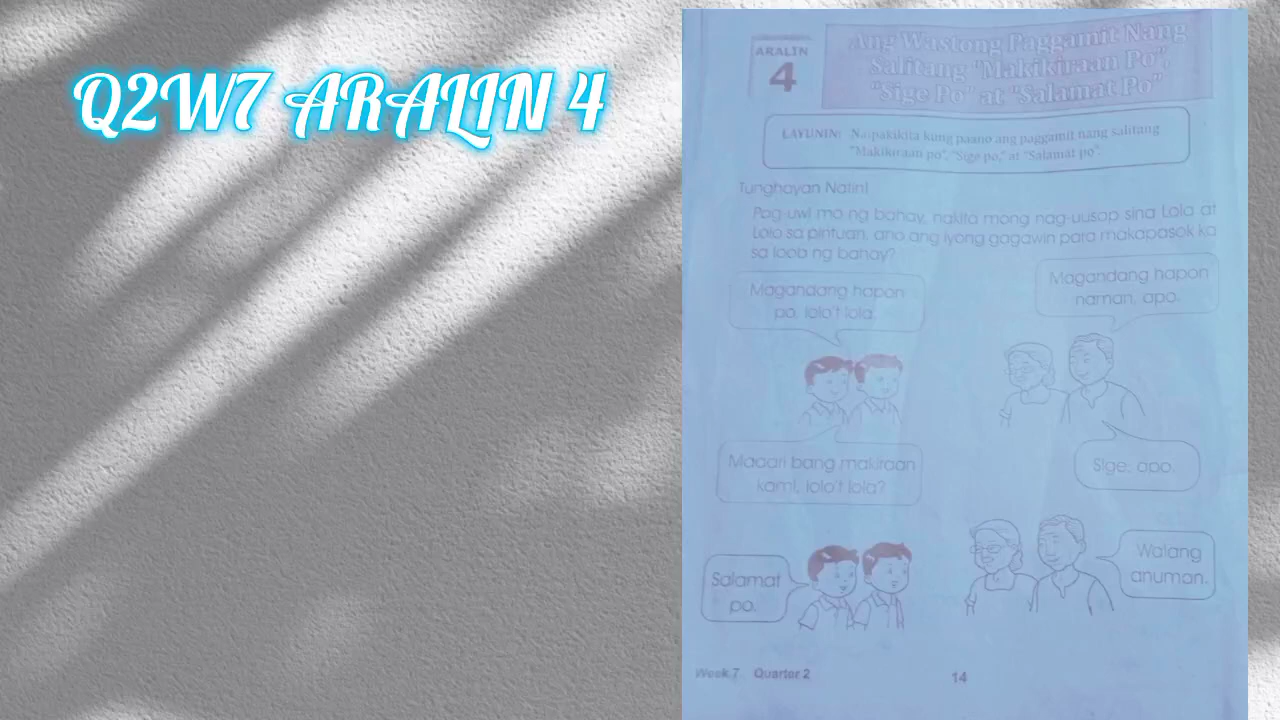 Q2W7 ARALIN 4
ARALIN
4
Ang Wastong Paggamit Nang
Salitang "Makikiraan Po",
"Sige Po" at "Salamat Po"
LAYUNIN: Naipakikita kung paano ang paggamit nang salitang
"Makikiraan po", "Sige po," at "Salamat po".
Tunghayan Natin!
Pag-uwi mo ng bahay, nakita mong nag-uusap sina Lola at
Lolo sa pintuan, ano ang iyong gagawin para makapasok ka
sa loob ng bahay?
Magandang hapon
po, lolo't lola.
Magandang hapon
naman, apo.
Maaari bang makiraan
kami, lolo't lola?
Sige, apo.
Salamat
po.
Walang
anuman.
Week 7 Quarter 2
14